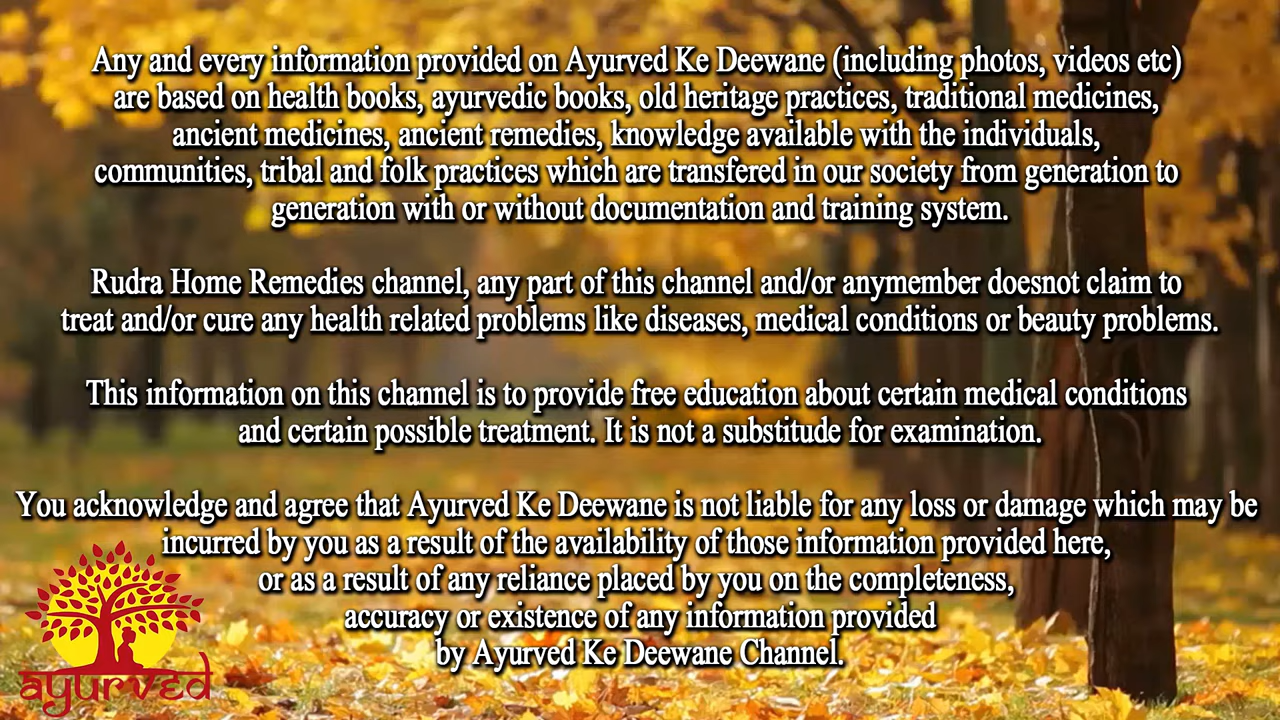 Any and every information provided on Ayurved Ke Deewane (including photos, videos etc)
are based on health books, ayurvedic books, old heritage practices, traditional medicines,
ancient medicines, ancient remedies, knowledge available with the individuals,
communities, tribal and folk practices which are transfered in our society from generation to
generation with or without documentation and training system.
Rudra Home Remedies channel, any part of this channel and/or anymember doesnot claim to
treat and/or cure any health related problems like diseases, medical conditions or beauty problems.
This information on this channel is to provide free education about certain medical conditions
and certain possible treatment. It is not a substitude for examination.
You acknowledge and agree that Ayurved Ke Deewane is not liable for any loss or damage which may be
incurred by you as a result of the availability of those information provided here,
or as a result of any reliance placed by you on the completeness,
accuracy or existence of any information provided
by Ayurved Ke Deewane Channel.
ayurved